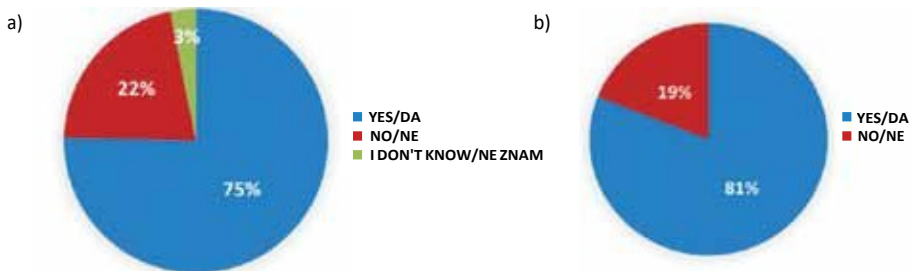 a)
3%
22%
75%
YES/DA
NO/NE
I DON'T KNOW/NE ZNAM
b)
19%
81%
YES/DA
NO/NE